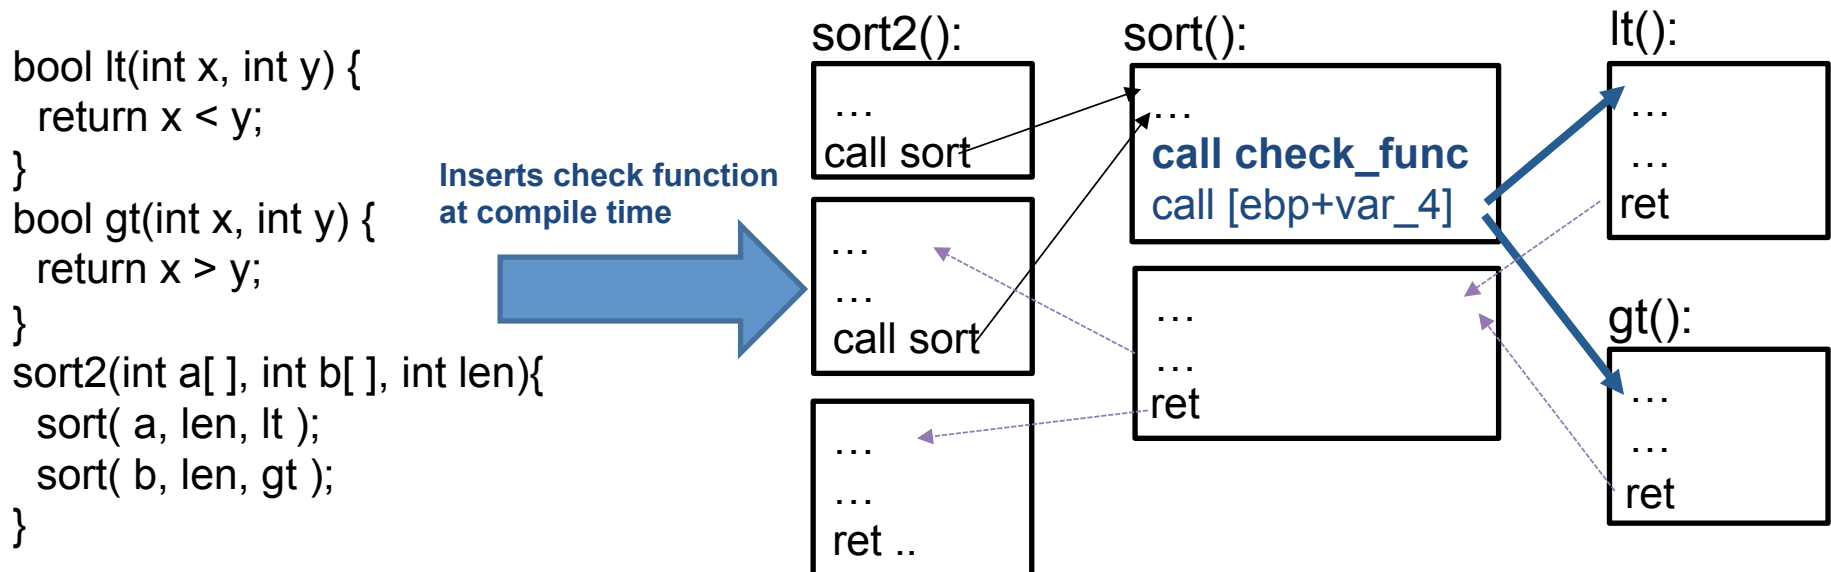 bool lt(int x, int y) {
return x < y;
}
bool gt(int x, int y) {
return x > y;
}
sort2(int a[ ], int b[ ], int len){
sort( a, len, lt );
sort( b, len, gt );
}
Inserts check function
at compile time
sort2():
…
call sort
…
…
call sort
…
…
ret ..
sort():
…
call check_func
call [ebp+var_4]
…
…
ret
lt():
…
…
ret
gt():
…
…
ret